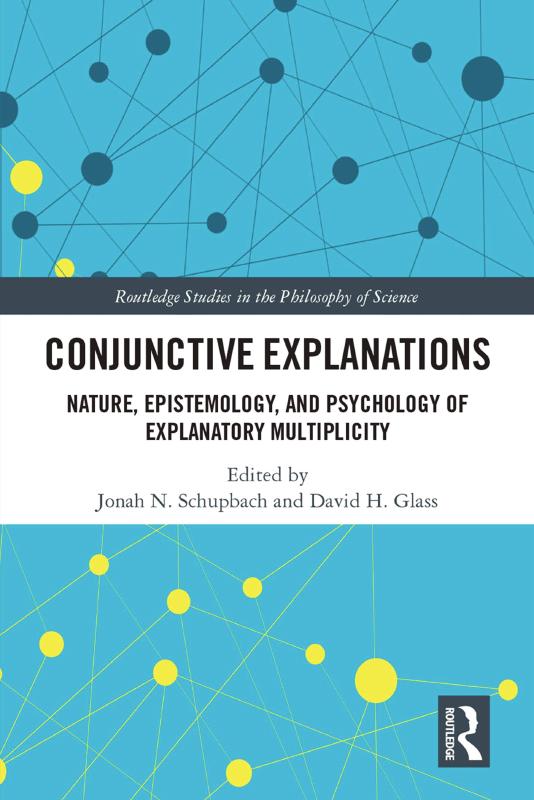 Routledge Studies in the Philosophy of Science
CONJUNCTIVE EXPLANATIONS
NATURE, EPISTEMOLOGY, AND PSYCHOLOGY OF
EXPLANATORY MULTIPLICITY
Edited by
Jonah N. Schupbach and David H. Glass
ROUTLEDGE